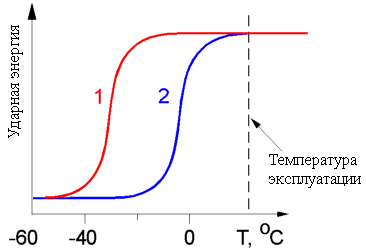 Ударная энергия
1
2
Температура
эксплуатации
-60
-40
0
T, °C